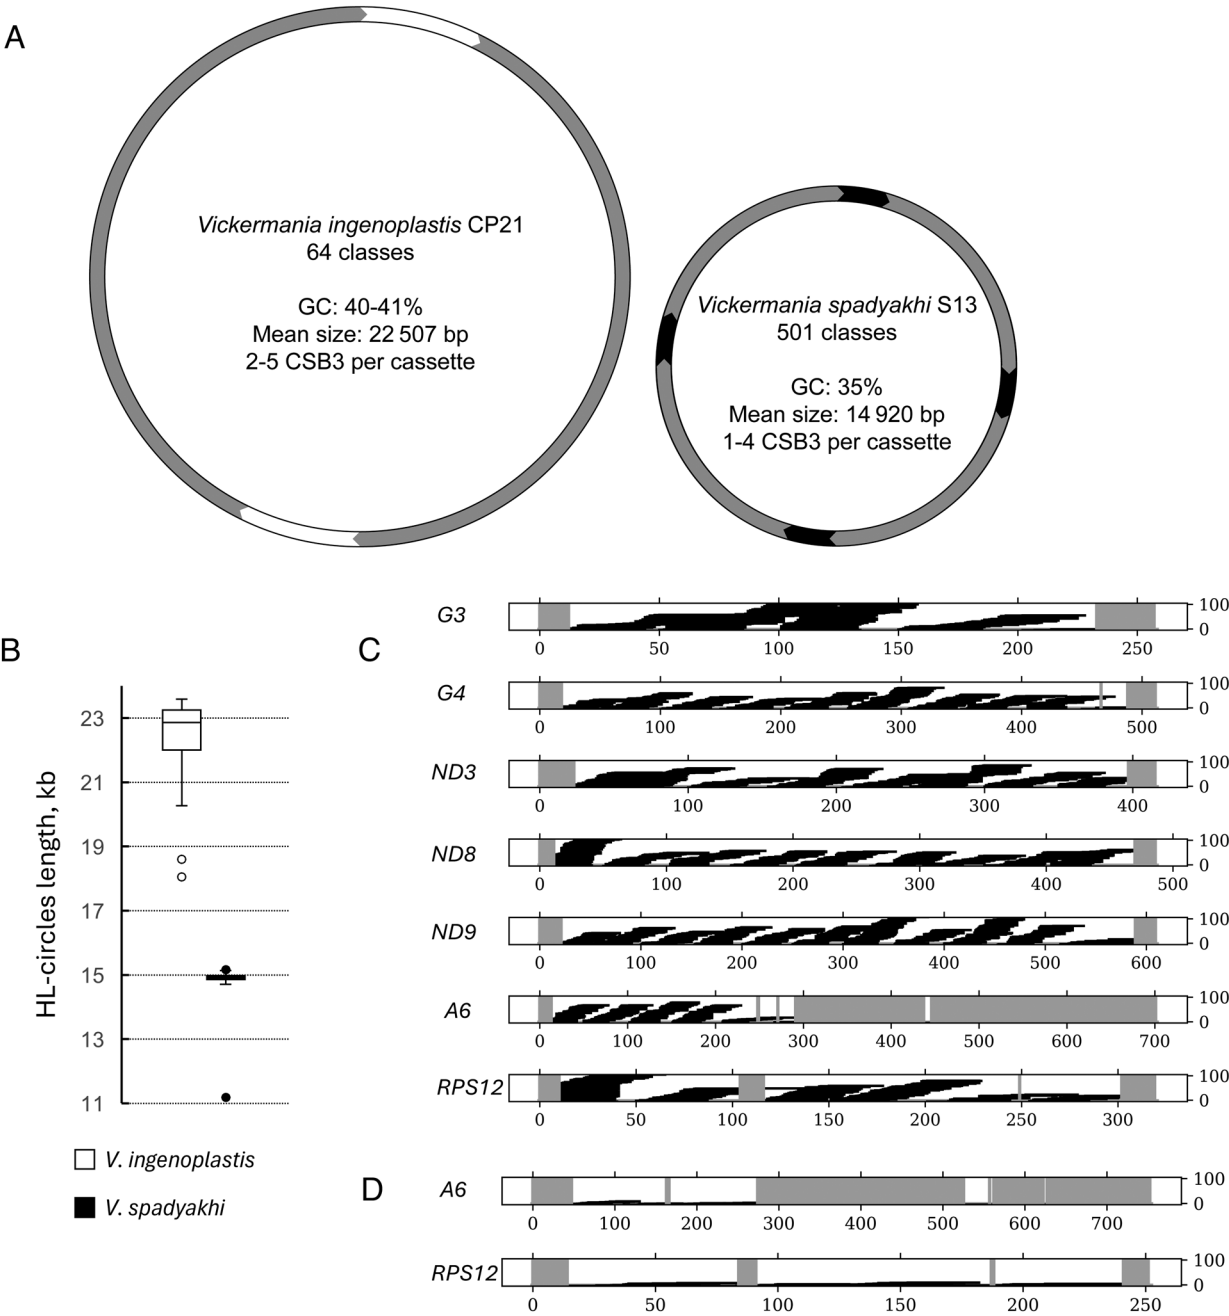 A
Vickermania ingenoplastis CP21
64 classes
GC: 40-41%
Mean size: 22 507 bp
2-5 CSB3 per cassette
Vickermania spadyakhi S13
501 classes
GC: 35%
Mean size: 14 920 bp
1-4 CSB3 per cassette
B
HL-circles length, kb
23
21
19
17
15
13
11
V. ingenoplastis
V. spadyakhi
C
G3
100
0
0 50 100 150 200 250
G4
100
0
0 100 200 300 400 500
ND3
100
0
0 100 200 300 400
ND8
100
0
0 100 200 300 400 500
ND9
100
0
0 100 200 300 400 500 600
A6
100
0
0 100 200 300 400 500 600 700
RPS12
100
0
0 50 100 150 200 250 300
D
A6
100
0
0 100 200 300 400 500 600 700
RPS12
100
0
0 50 100 150 200 250